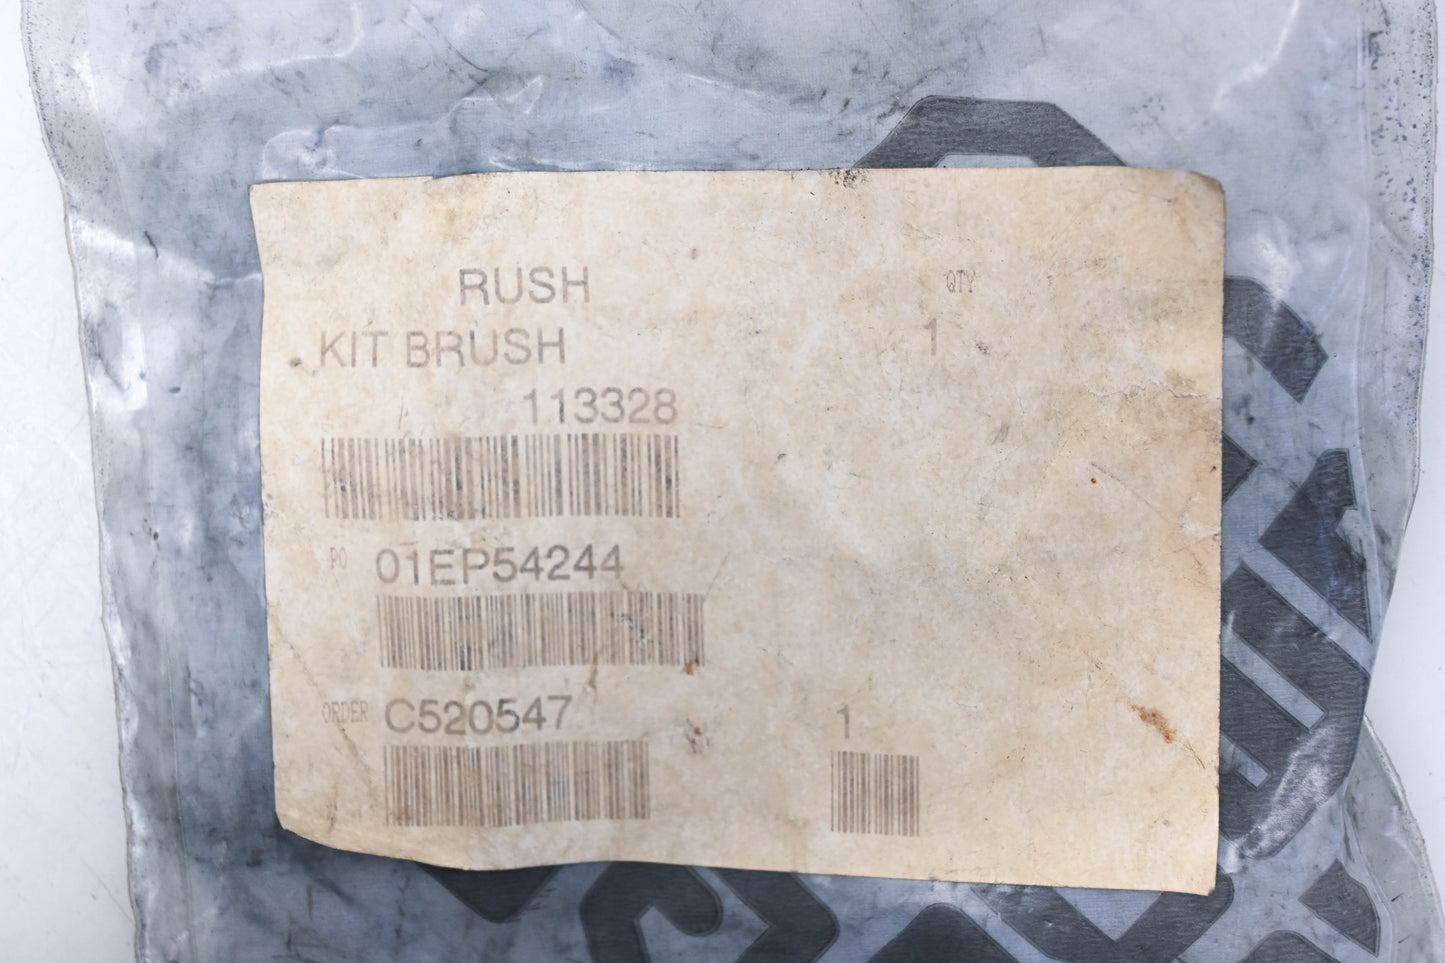 RUSH
QTY
KIT BRUSH
1
113328
PO 01EP54244
ORDER C520547
1